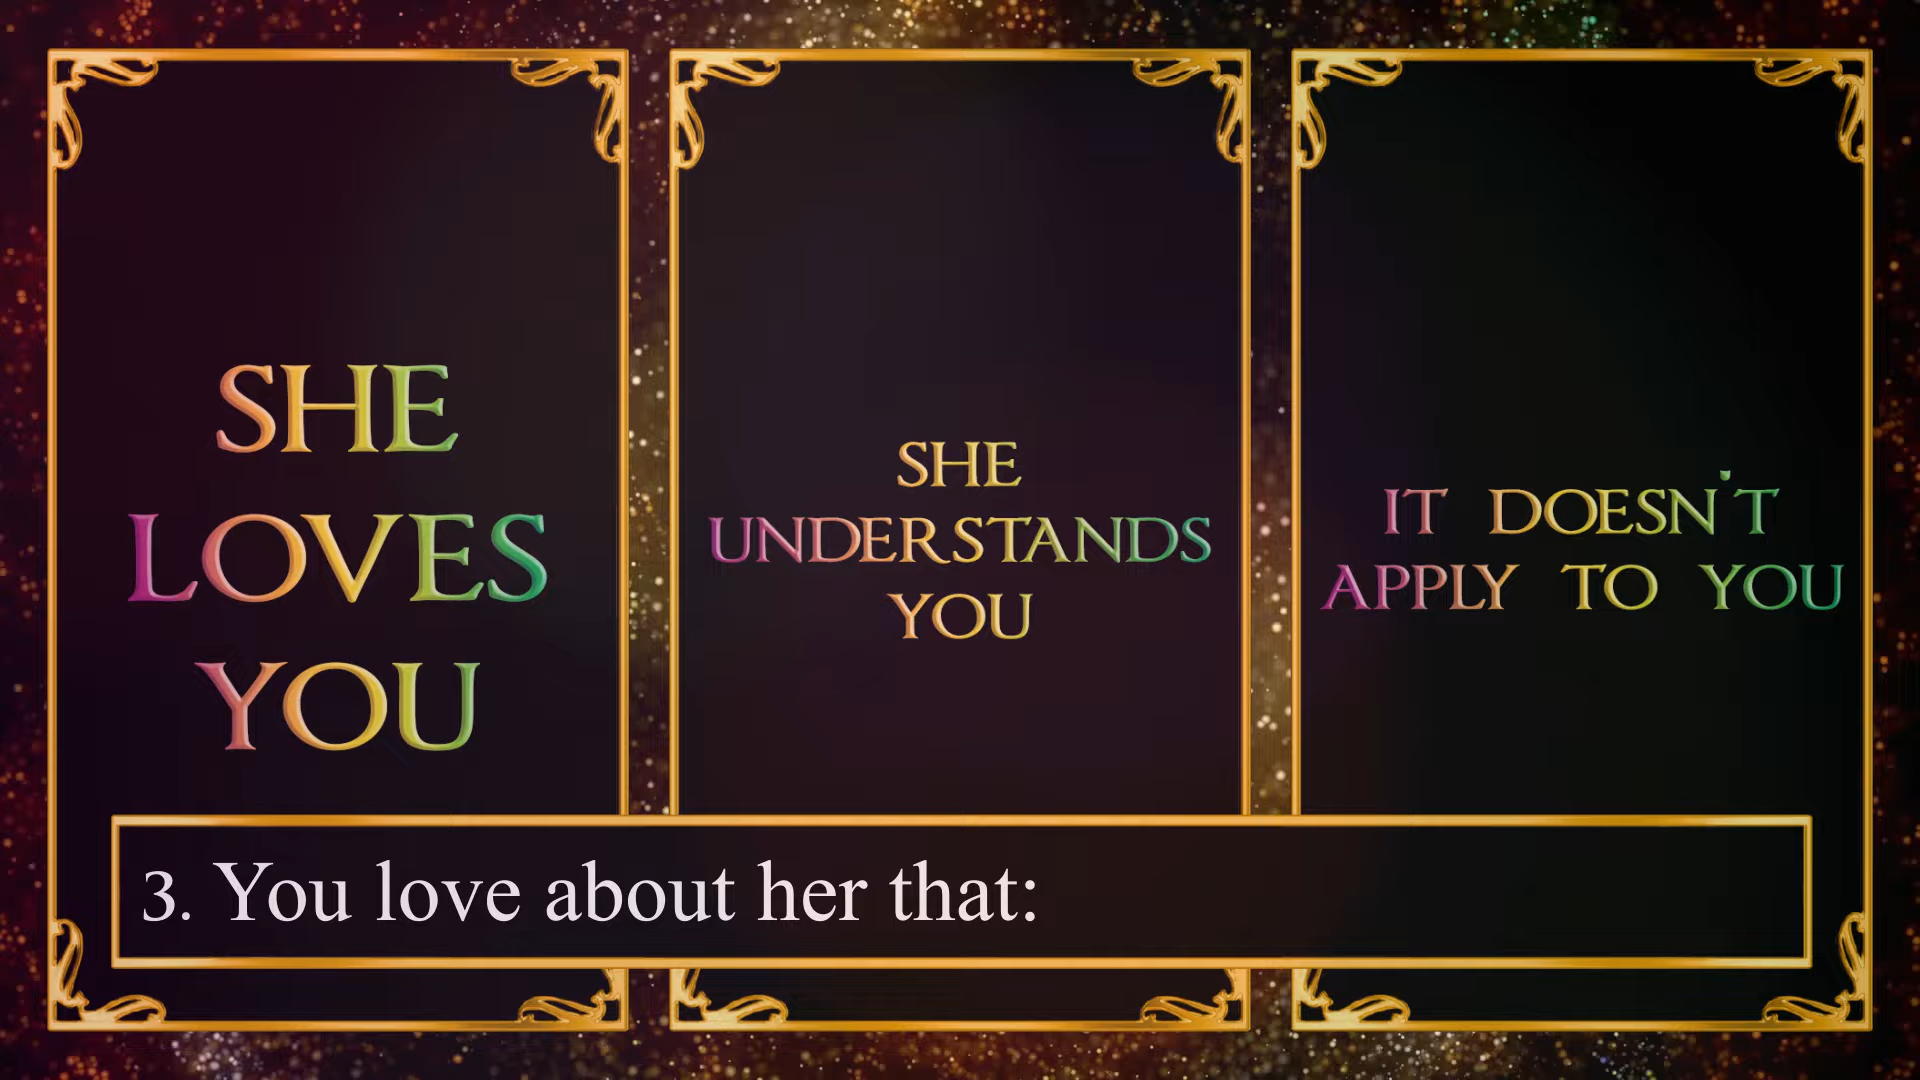 SHE
LOVES
YOU
SHE
UNDERSTANDS
YOU
IT DOESN'T
APPLY TO YOU
3. You love about her that: